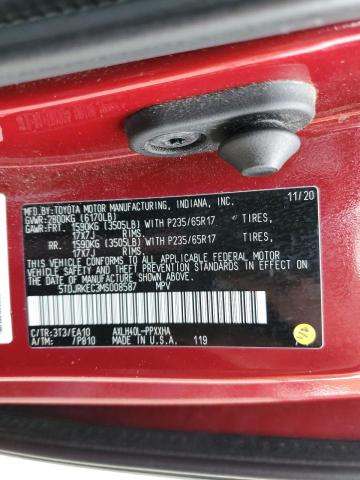 MFD.BY:TOYOTA MOTOR MANUFACTURING, INDIANA, INC. 11/20
GVWR:2800KG (6170LB)
GAWR:FRT. 1590KG (3505LB)WITH P235/65R17 TIRES,
17X7J RIMS,
RR. 1590KG (3505LB)WITH P235/65R17 TIRES,
17X7J RIMS,
THIS VEHICLE CONFORMS TO ALL APPLICABLE FEDERAL MOTOR
VEHICLE SAFETY AND THEFT PREVENTION STANDARDS IN EFFECT ON
THE DATE OF MANUFACTURE SHOWN ABOVE.
5TDJRKEC3MS008587 MPV
C/TR:3T3/EA10 AXLH40L-PPXXHA
A/TM: /P810 MADE IN U.S.A. 119